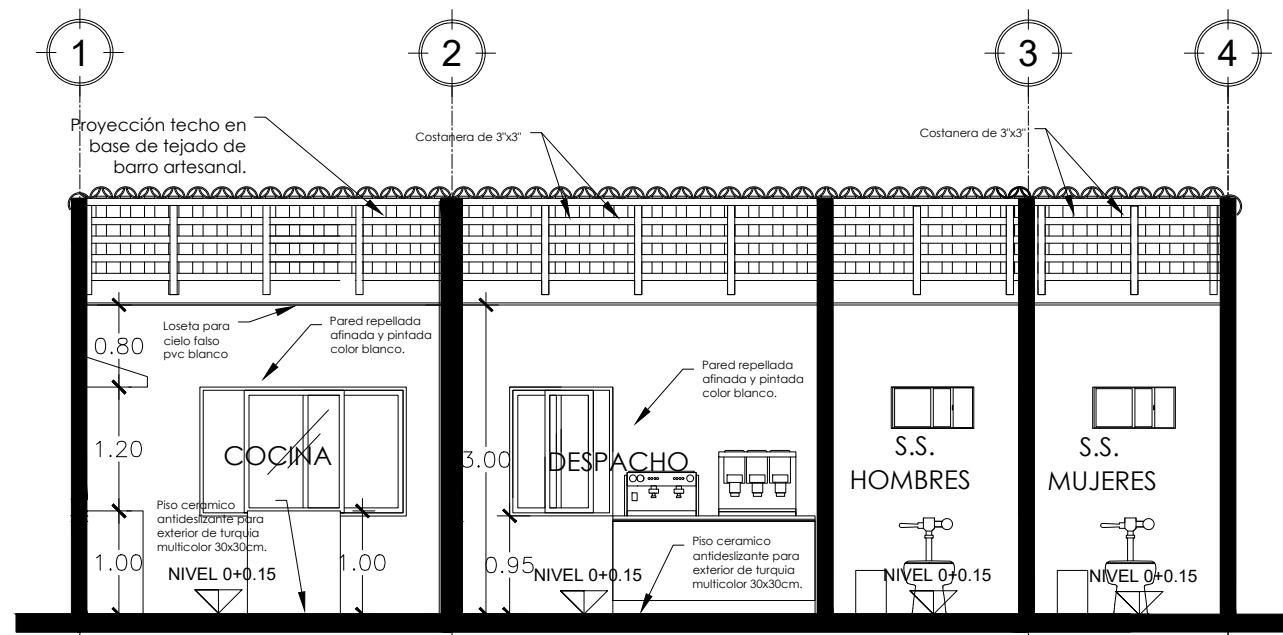 1
2
3
4
Proyección techo en
base de tejado de
barro artesanal.
Costanera de 3"x3"
Costanera de 3"x3"
Loseta para
cielo falso
pvc blanco
Pared repellada
afinada y pintada
color blanco.
Pared repellada
afinada y pintada
color blanco.
0.80
1.20
1.00
COCINA
Piso ceramico
antideslizante para
exterior de turquia
multicolor 30x30cm.
1.00
NIVEL 0+0.15
3.00
DESPACHO
0.95
NIVEL 0+0.15
Piso ceramico
antideslizante para
exterior de turquia
multicolor 30x30cm.
S.S.
HOMBRES
NIVEL 0+0.15
S.S.
MUJERES
NIVEL 0+0.15